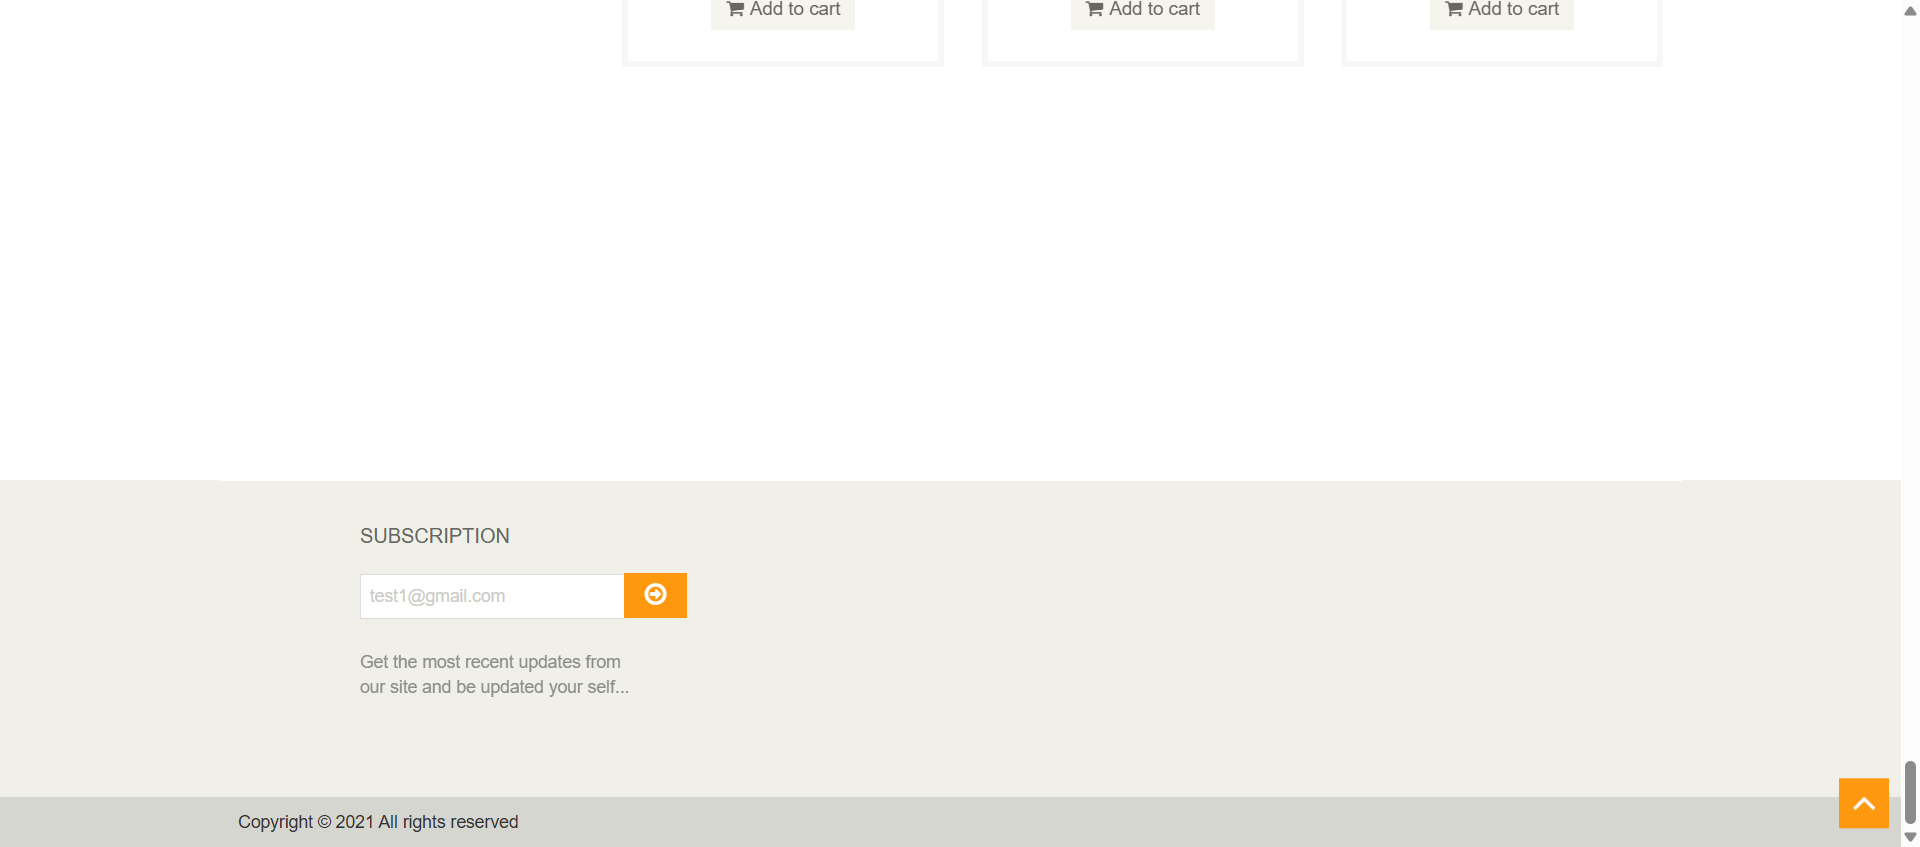 Add to cart Add to cart Add to cart
SUBSCRIPTION
test1@gmail.com
Get the most recent updates from
our site and be updated your self...
Copyright © 2021 All rights reserved